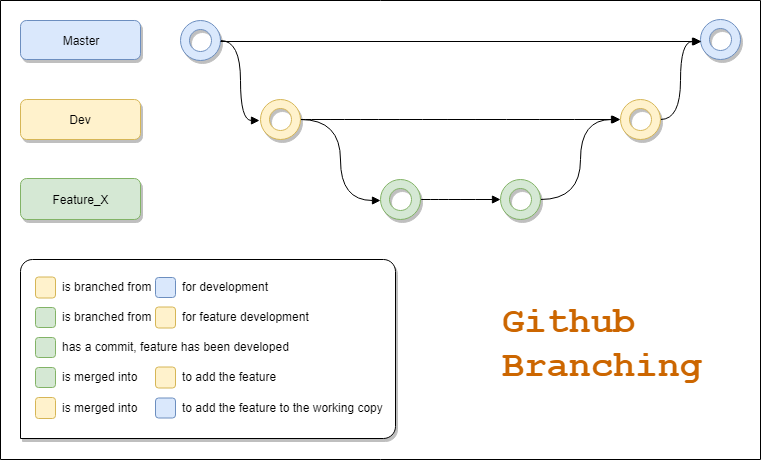 Master
Dev
Feature_X
is branched from for development
is branched from for feature development
has a commit, feature has been developed
is merged into to add the feature
is merged into to add the feature to the working copy
Github
Branching